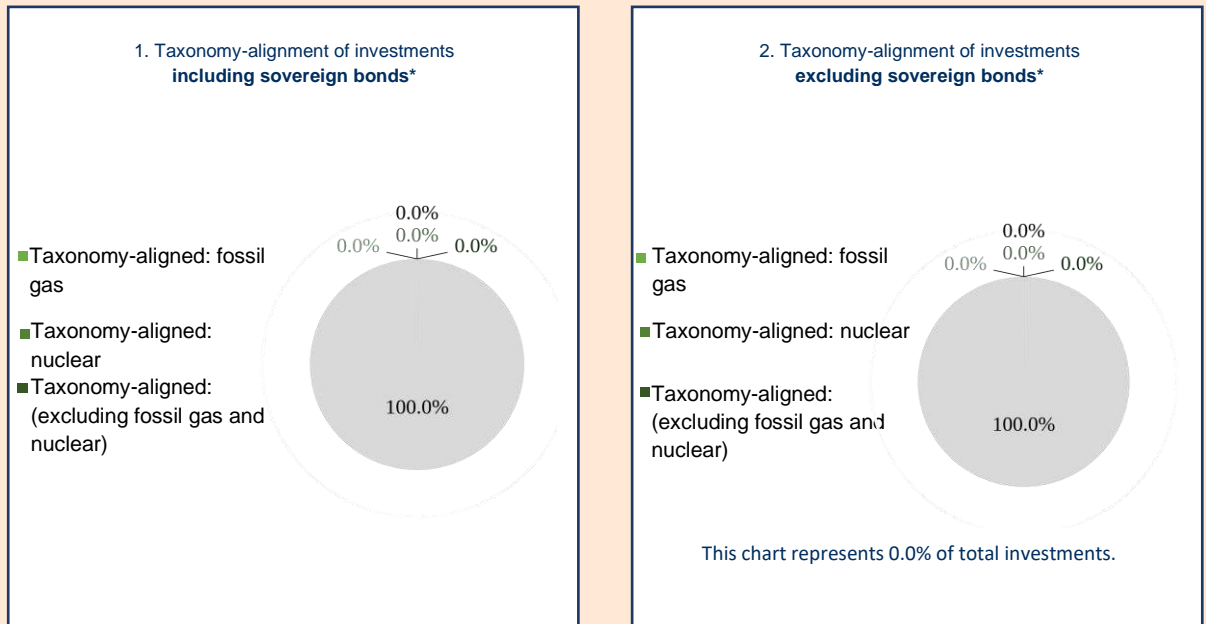 1. Taxonomy-alignment of investments
including sovereign bonds*
0.0%
0.0%
0.0%
0.0%
Taxonomy-aligned: fossil
gas
Taxonomy-aligned:
nuclear
Taxonomy-aligned:
(excluding fossil gas and
nuclear)
100.0%
2. Taxonomy-alignment of investments
excluding sovereign bonds*
0.0%
0.0%
0.0%
0.0%
Taxonomy-aligned: fossil
gas
Taxonomy-aligned: nuclear
Taxonomy-aligned:
(excluding fossil gas and
nuclear)
100.0%
This chart represents 0.0% of total investments.